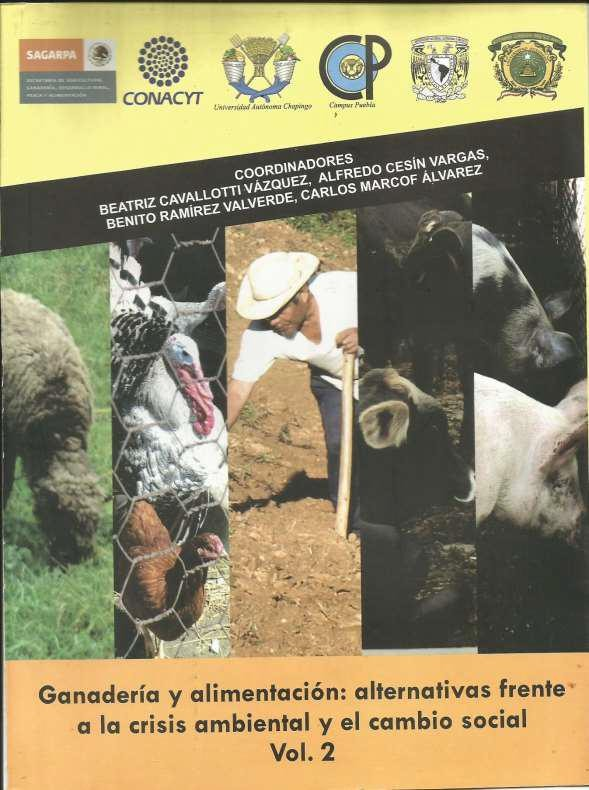 SAGARPA
SECRETARÍA DE AGRICULTURA,
GANADERÍA, DESARROLLO RURAL,
PESCA Y ALIMENTACIÓN
CONACYT
Universidad Autónoma Chapingo
CP
Campus Puebla
COORDINADORES
BEATRIZ CAVALLOTTI VÁZQUEZ, ALFREDO CESÍN VARGAS,
BENITO RAMÍREZ VALVERDE, CARLOS MARCOF ÁLVAREZ
Ganadería y alimentación: alternativas frente
a la crisis ambiental y el cambio social
Vol. 2